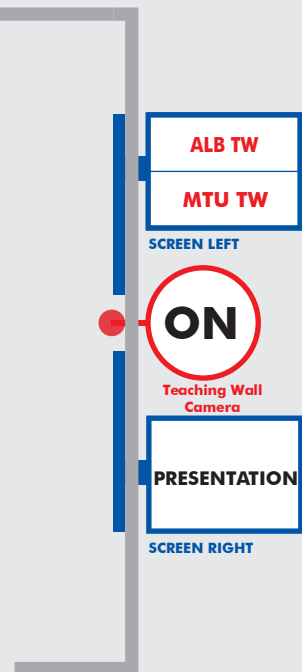 ALB TW
MTU TW
SCREEN LEFT
ON
Teaching Wall
Camera
PRESENTATION
SCREEN RIGHT